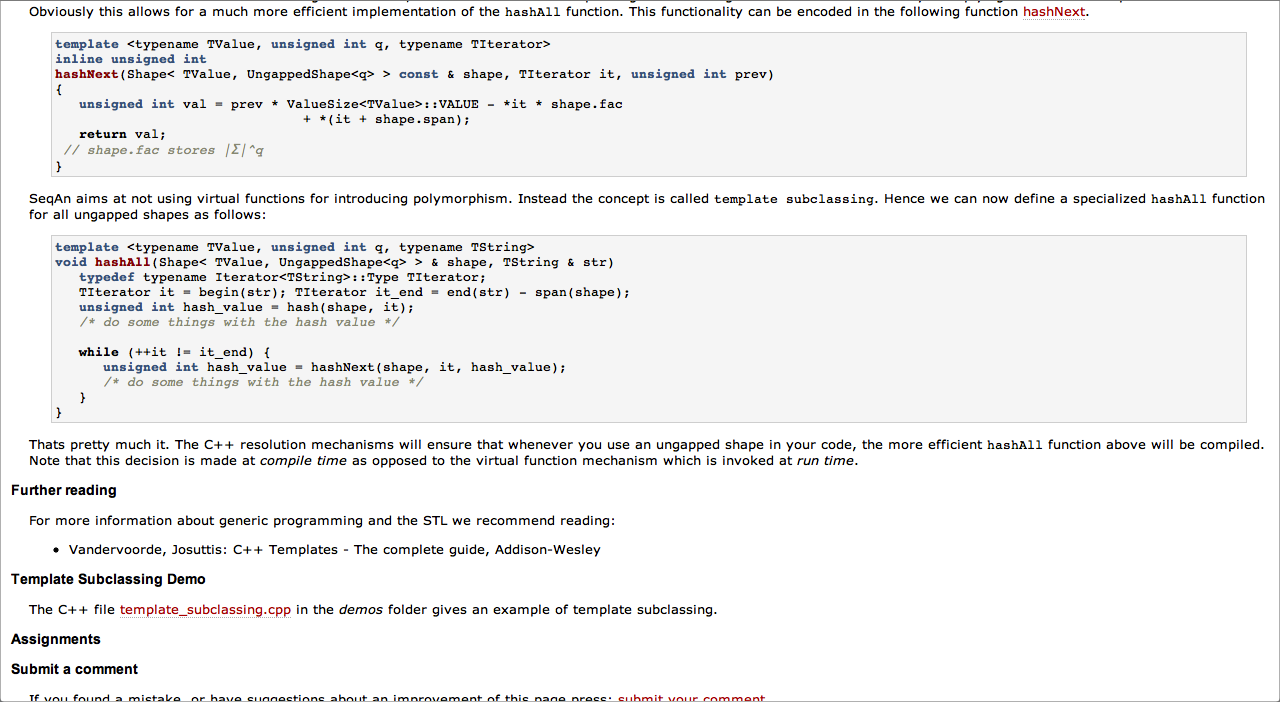 Obviously this allows for a much more efficient implementation of the hashAll function. This functionality can be encoded in the following function hashNext.
template <typename TValue, unsigned int q, typename TIterator>
inline unsigned int
hashNext(Shape< TValue, UngappedShape<q> > const & shape, TIterator it, unsigned int prev)
{
   unsigned int val = prev * ValueSize<TValue>::VALUE - *it * shape.fac
                               + *(it + shape.span);
   return val;
 // shape.fac stores |Σ|^q
}
SeqAn aims at not using virtual functions for introducing polymorphism. Instead the concept is called template subclassing. Hence we can now define a specialized hashAll function
for all ungapped shapes as follows:
template <typename TValue, unsigned int q, typename TString>
void hashAll(Shape< TValue, UngappedShape<q> > & shape, TString & str)
   typedef typename Iterator<TString>::Type TIterator;
   TIterator it = begin(str); TIterator it_end = end(str) - span(shape);
   unsigned int hash_value = hash(shape, it);
   /* do some things with the hash value */
   while (++it != it_end) {
      unsigned int hash_value = hashNext(shape, it, hash_value);
      /* do some things with the hash value */
   }
}
Thats pretty much it. The C++ resolution mechanisms will ensure that whenever you use an ungapped shape in your code, the more efficient hashAll function above will be compiled.
Note that this decision is made at compile time as opposed to the virtual function mechanism which is invoked at run time.
Further reading
For more information about generic programming and the STL we recommend reading:
• Vandervoorde, Josuttis: C++ Templates - The complete guide, Addison-Wesley
Template Subclassing Demo
The C++ file template_subclassing.cpp in the demos folder gives an example of template subclassing.
Assignments
Submit a comment
If you found a mistake, or have suggestions about an improvement of this page press: submit your comment